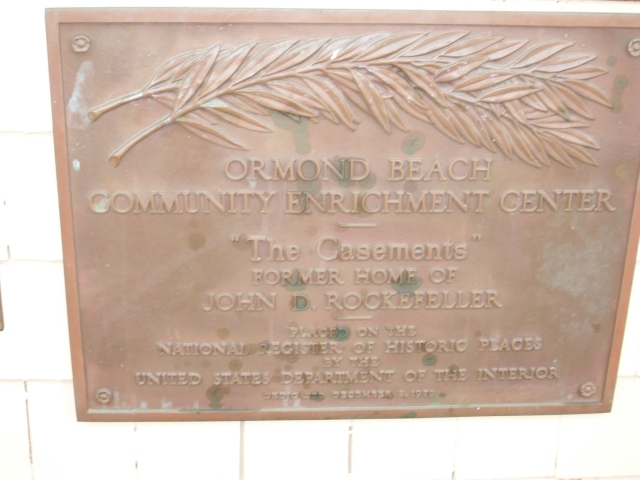 ORMOND BEACH
COMMUNITY ENRICHMENT CENTER
"The Casements"
FORMER HOME OF
JOHN D. ROCKEFELLER
PLACED ON THE
NATIONAL REGISTER OF HISTORIC PLACES
BY THE
UNITED STATES DEPARTMENT OF THE INTERIOR
DECEMBER